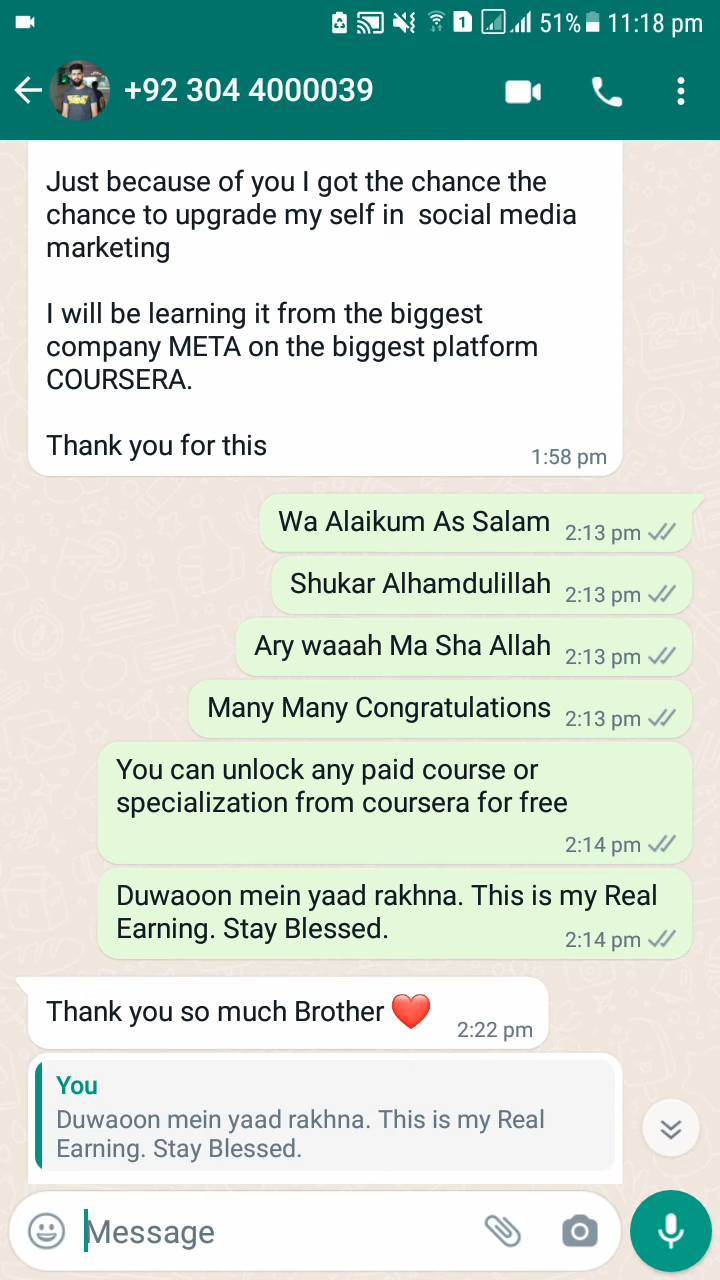 51% 11:18 pm
+92 304 4000039
Just because of you I got the chance the
chance to upgrade my self in social media
marketing
I will be learning it from the biggest
company META on the biggest platform
COURSERA.
Thank you for this
1:58 pm
Wa Alaikum As Salam 2:13 pm
Shukar Alhamdulillah 2:13 pm
Ary waaah Ma Sha Allah 2:13 pm
Many Many Congratulations 2:13 pm
You can unlock any paid course or
specialization from coursera for free
2:14 pm
Duwaoon mein yaad rakhna. This is my Real
Earning. Stay Blessed. 2:14 pm
Thank you so much Brother ❤️ 2:22 pm
You
Duwaoon mein yaad rakhna. This is my Real
Earning. Stay Blessed.
Message